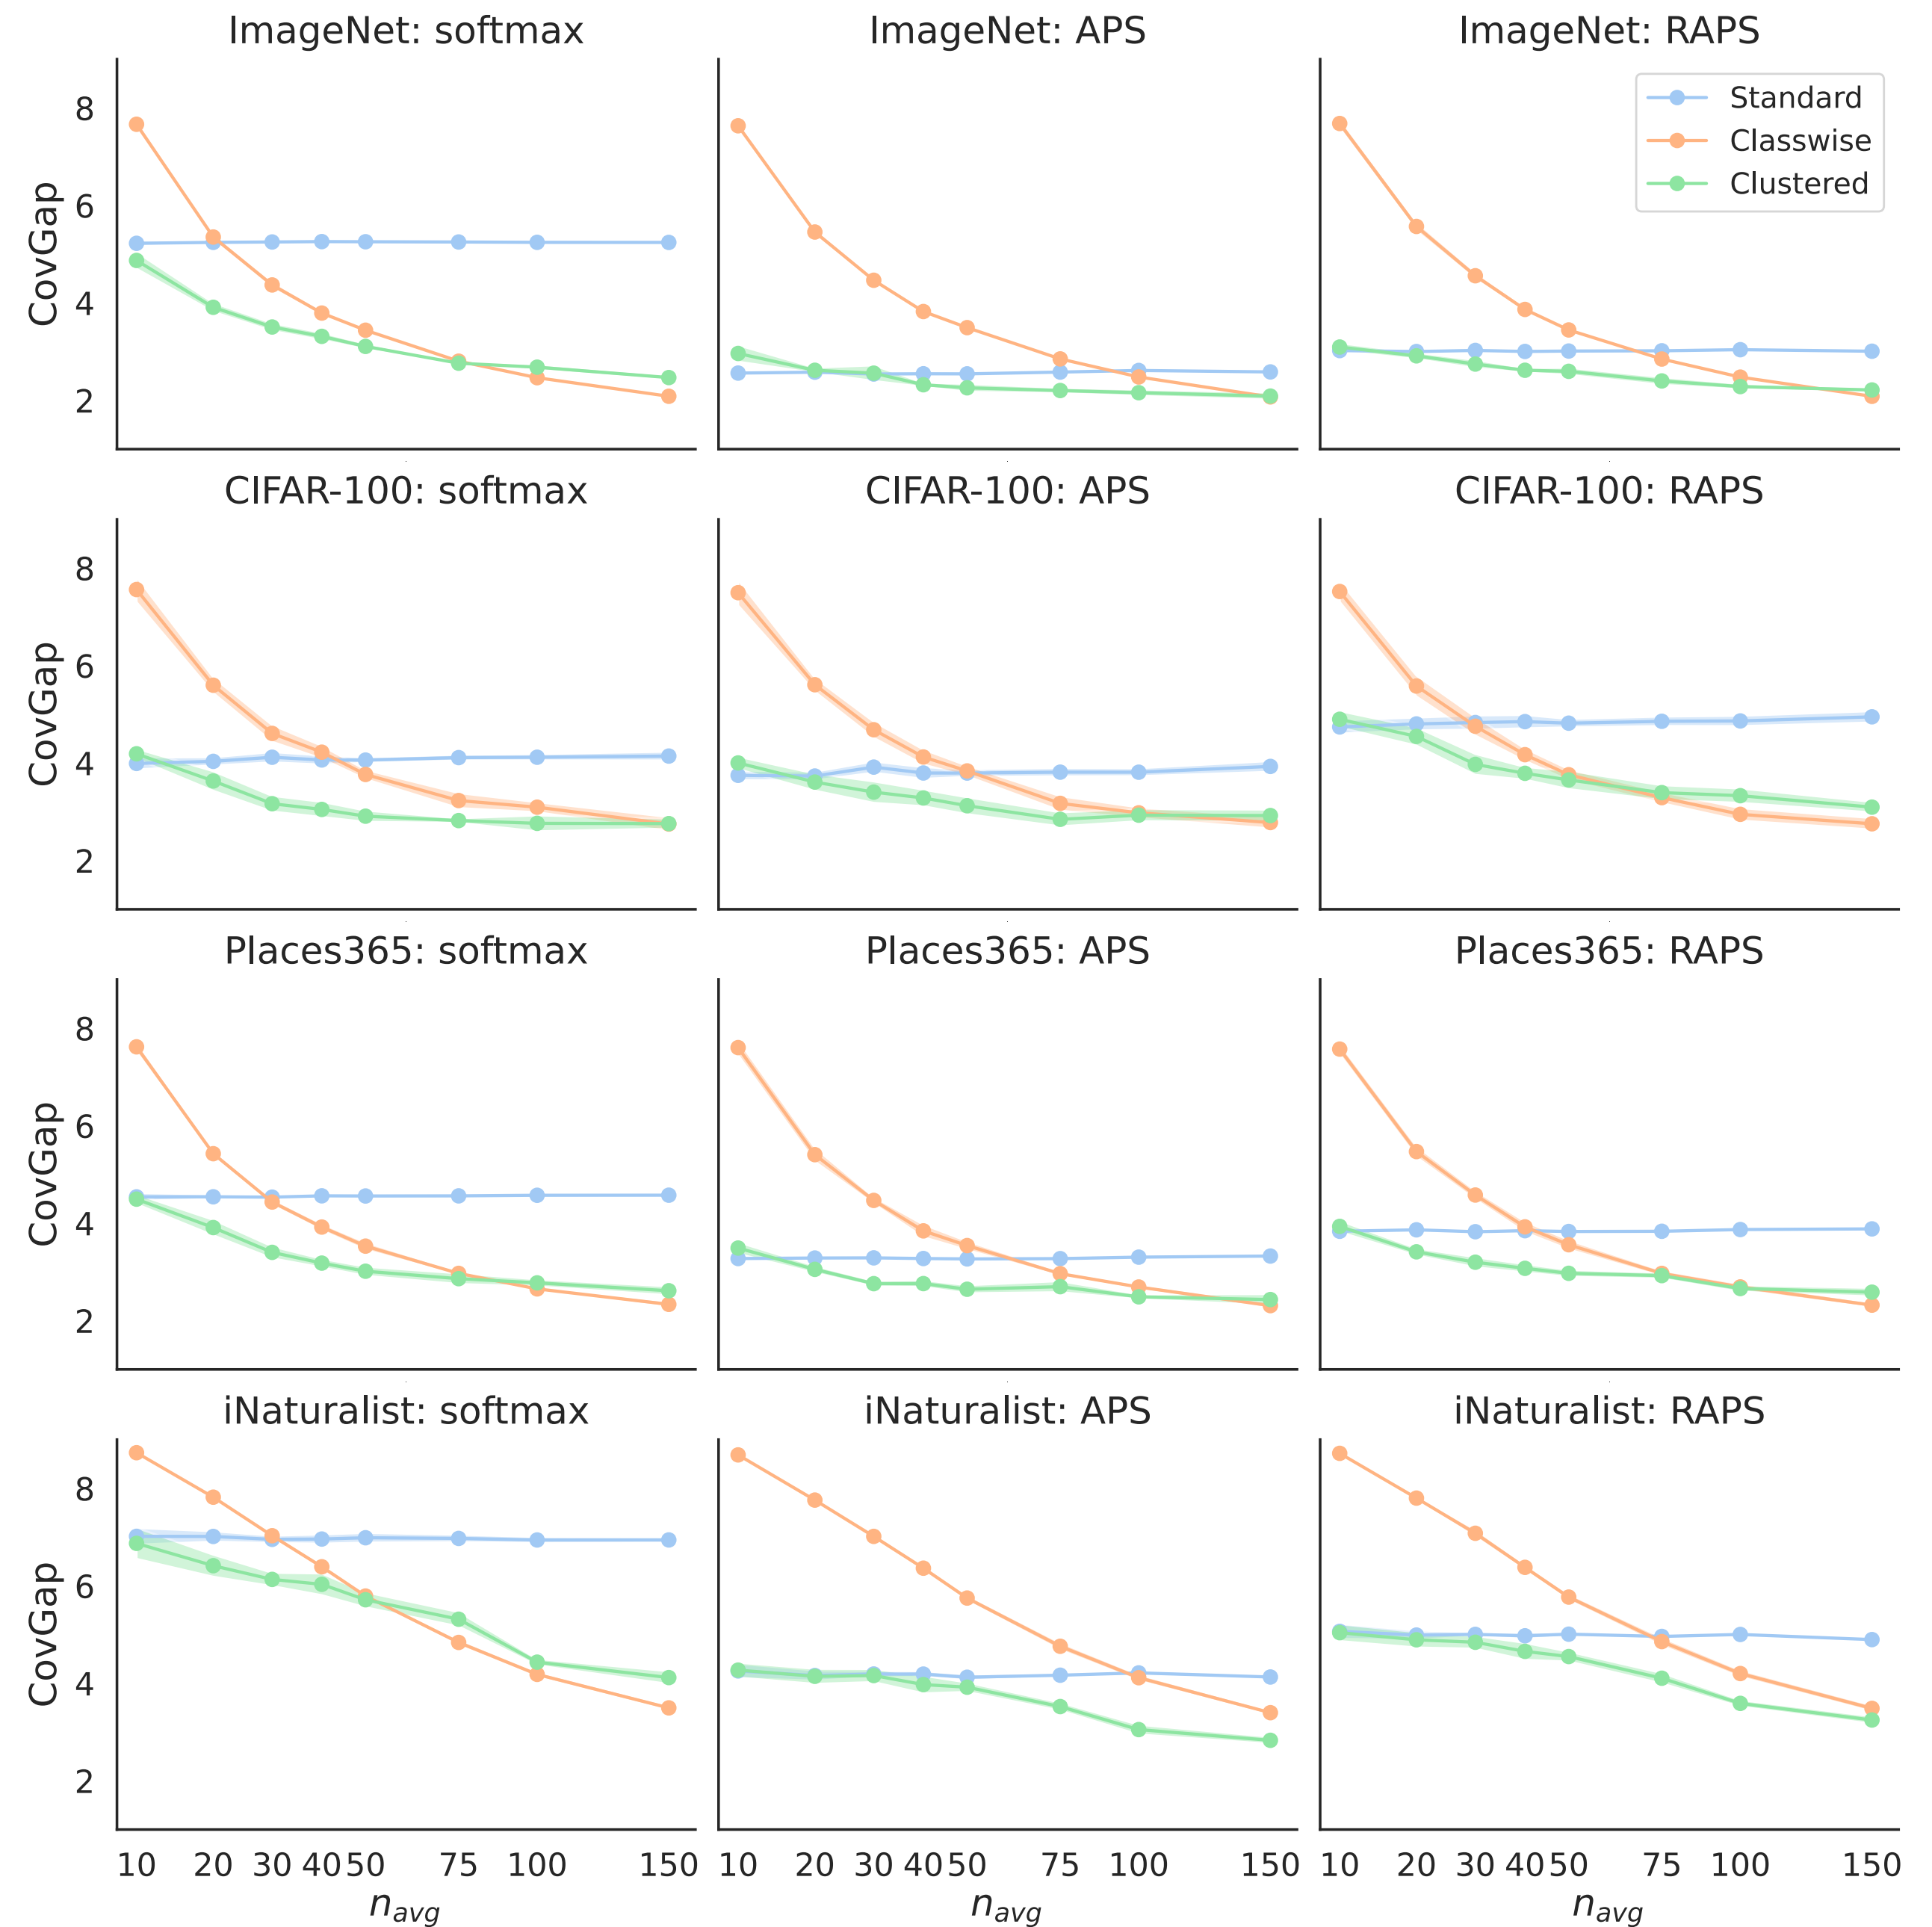 ImageNet: softmax
ImageNet: APS
ImageNet: RAPS
8
6
4
2
CovGap
Standard
Classwise
Clustered
CIFAR-100: softmax
CIFAR-100: APS
CIFAR-100: RAPS
8
6
4
2
CovGap
Places365: softmax
Places365: APS
Places365: RAPS
8
6
4
2
CovGap
iNaturalist: softmax
iNaturalist: APS
iNaturalist: RAPS
8
6
4
2
CovGap
10 20 30 40 50 75 100 150
10 20 30 40 50 75 100 150
10 20 30 40 50 75 100 150
n_avg
n_avg
n_avg